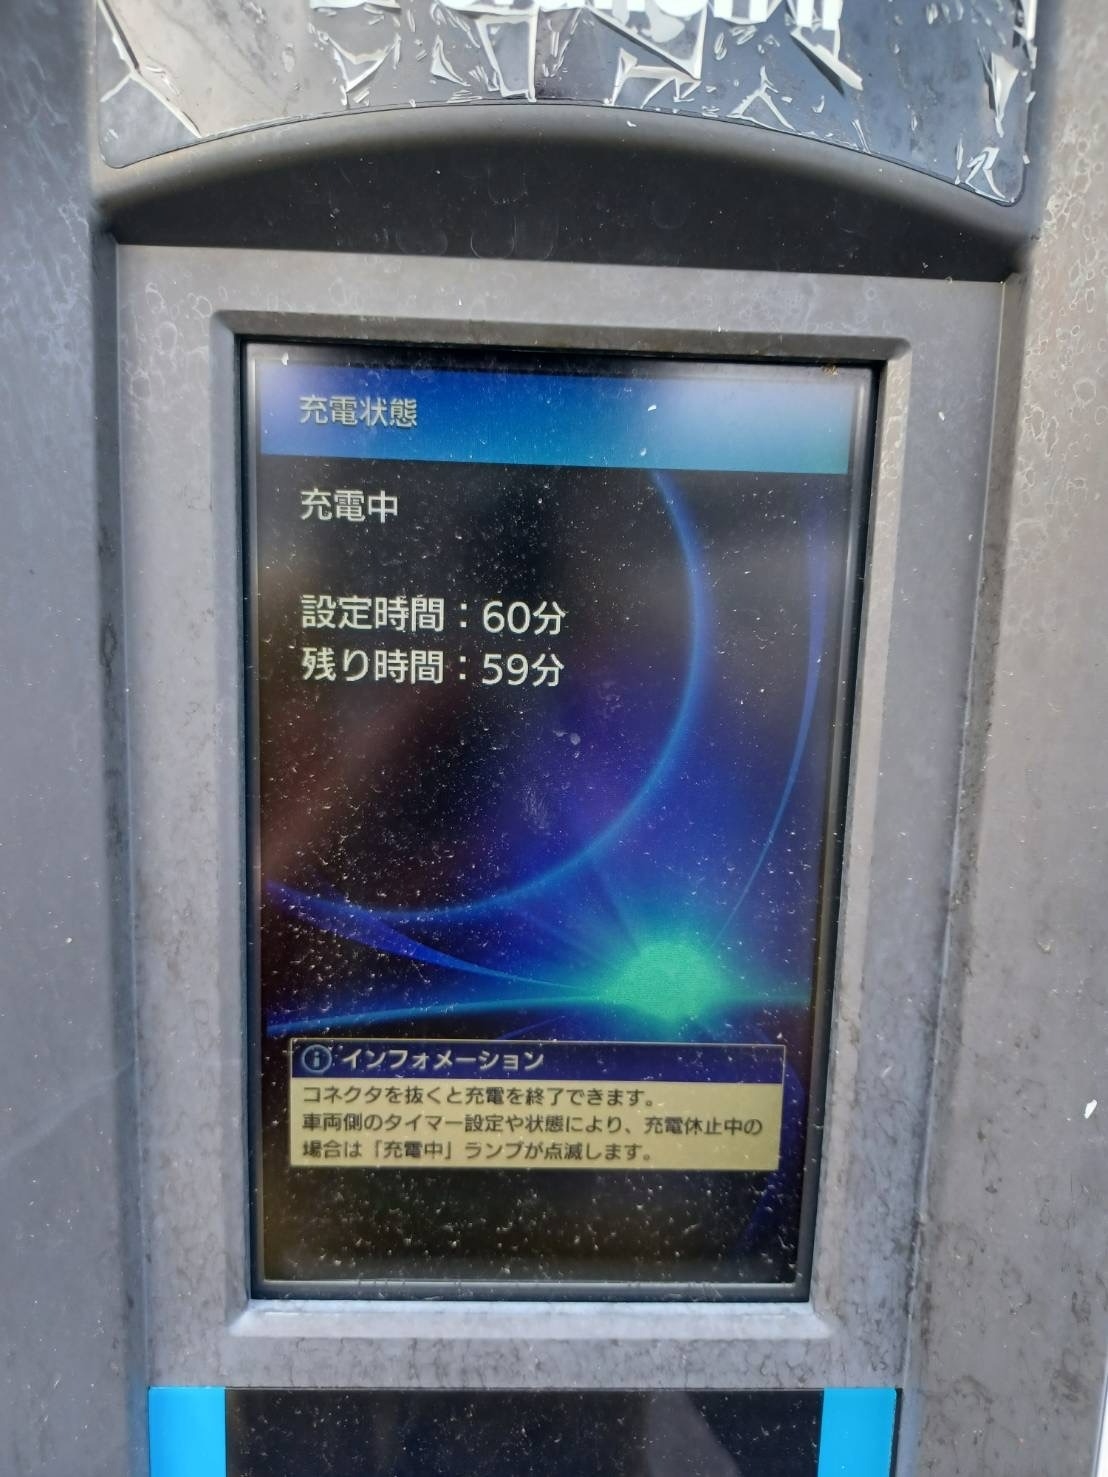 充電状態
充電中
設定時間：60分
残り時間：59分
インフォメーション
コネクタを抜くと充電を終了できます。
車両側のタイマー設定や状態により、充電休止中の
場合は「充電中」ランプが点滅します。